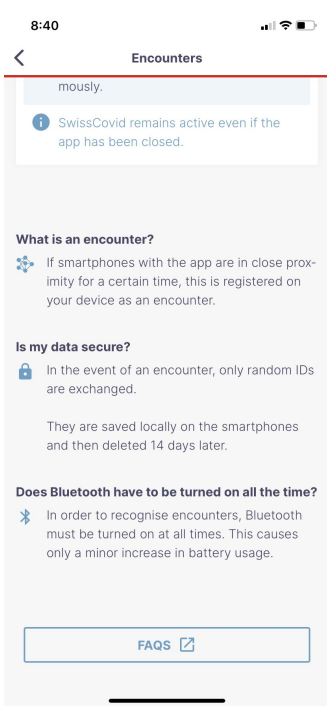 8:40
Encounters
mously.
SwissCovid remains active even if the
app has been closed.
What is an encounter?
If smartphones with the app are in close prox-
imity for a certain time, this is registered on
your device as an encounter.
Is my data secure?
In the event of an encounter, only random IDs
are exchanged.
They are saved locally on the smartphones
and then deleted 14 days later.
Does Bluetooth have to be turned on all the time?
In order to recognise encounters, Bluetooth
must be turned on at all times. This causes
only a minor increase in battery usage.
FAQS